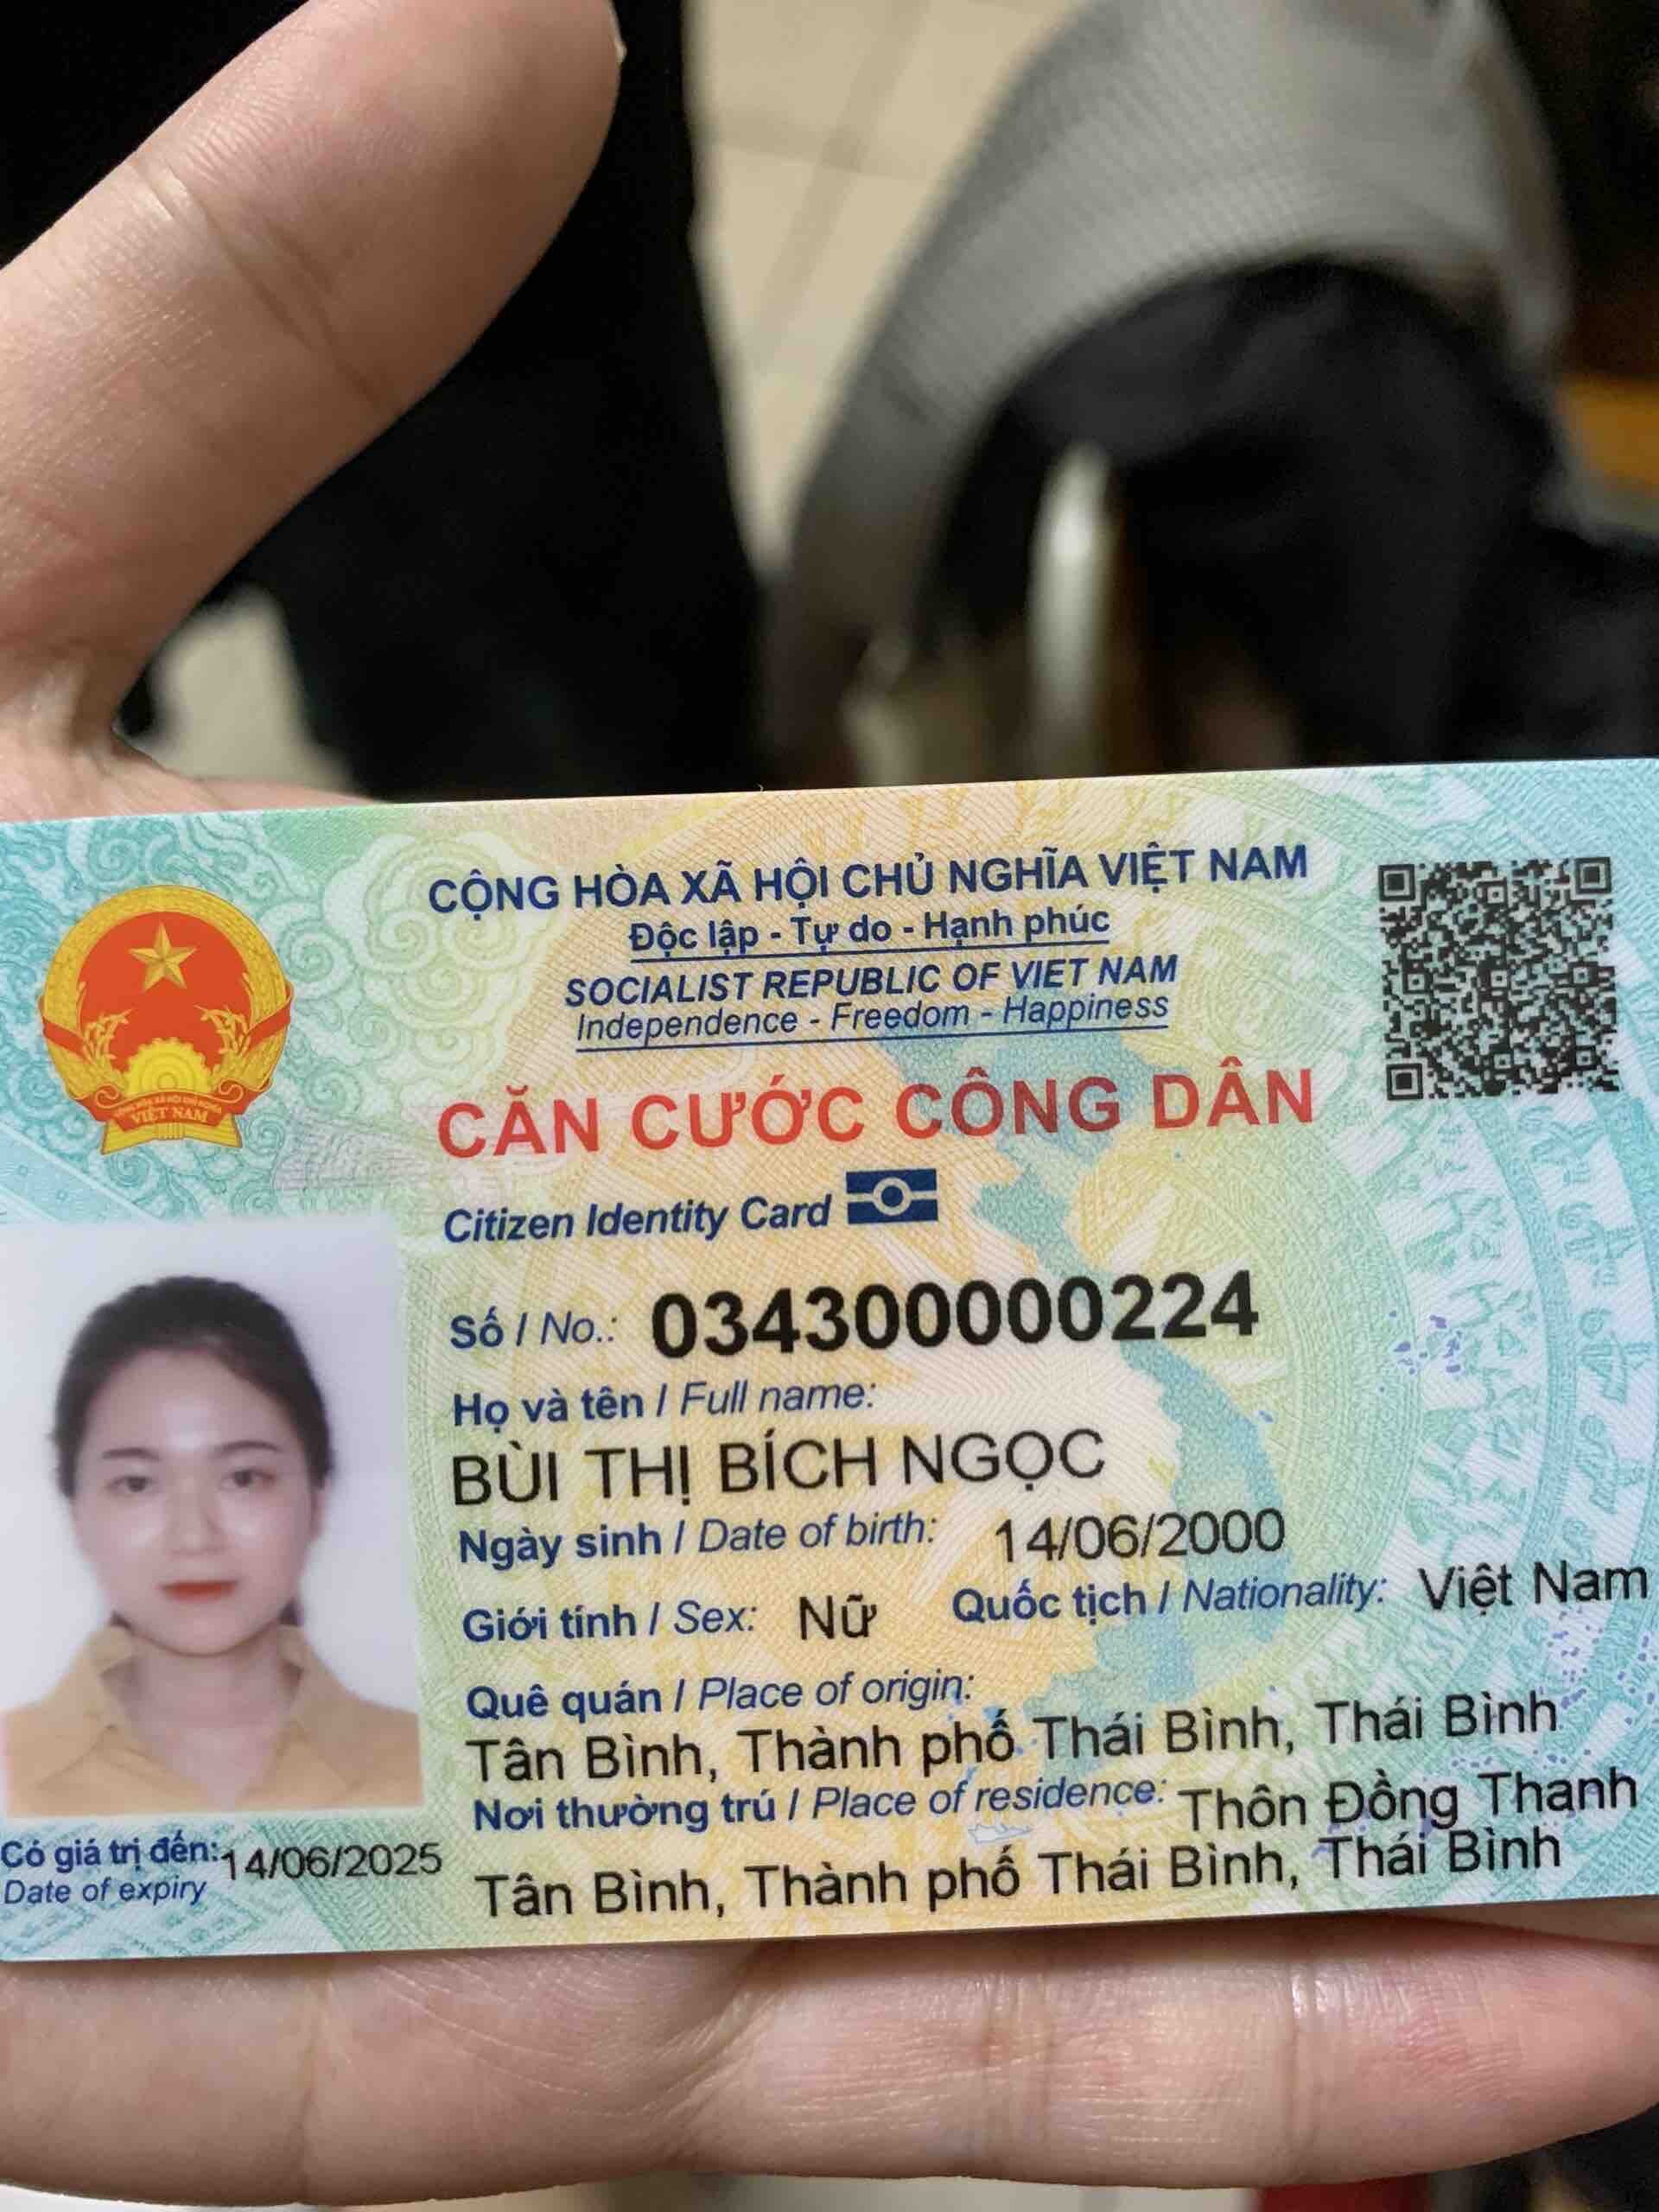 CỘNG HÒA XÃ HỘI CHỦ NGHĨA VIỆT NAM
Độc lập - Tự do - Hạnh phúc
SOCIALIST REPUBLIC OF VIET NAM
Independence - Freedom - Happiness
CĂN CƯỚC CÔNG DÂN
Citizen Identity Card
Số / No.: 034300000224
Họ và tên / Full name:
BÙI THỊ BÍCH NGỌC
Ngày sinh / Date of birth: 14/06/2000
Giới tính / Sex: Nữ Quốc tịch / Nationality: Việt Nam
Quê quán / Place of origin:
Tân Bình, Thành phố Thái Bình, Thái Bình
Nơi thường trú / Place of residence: Thôn Đồng Thanh
Tân Bình, Thành phố Thái Bình, Thái Bình
Có giá trị đến: 14/06/2025
Date of expiry
VIỆT NAM